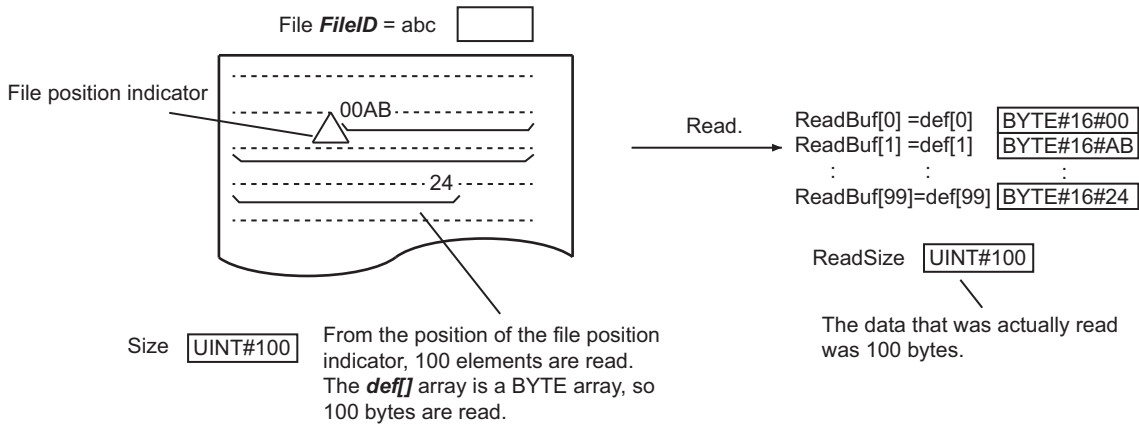 File FileID = abc
File position indicator
00AB
24
Read.
ReadBuf[0] =def[0] BYTE#16#00
ReadBuf[1] =def[1] BYTE#16#AB
: : :
ReadBuf[99]=def[99] BYTE#16#24
ReadSize UINT#100
The data that was actually read
was 100 bytes.
Size UINT#100
From the position of the file position
indicator, 100 elements are read.
The def[] array is a BYTE array, so
100 bytes are read.